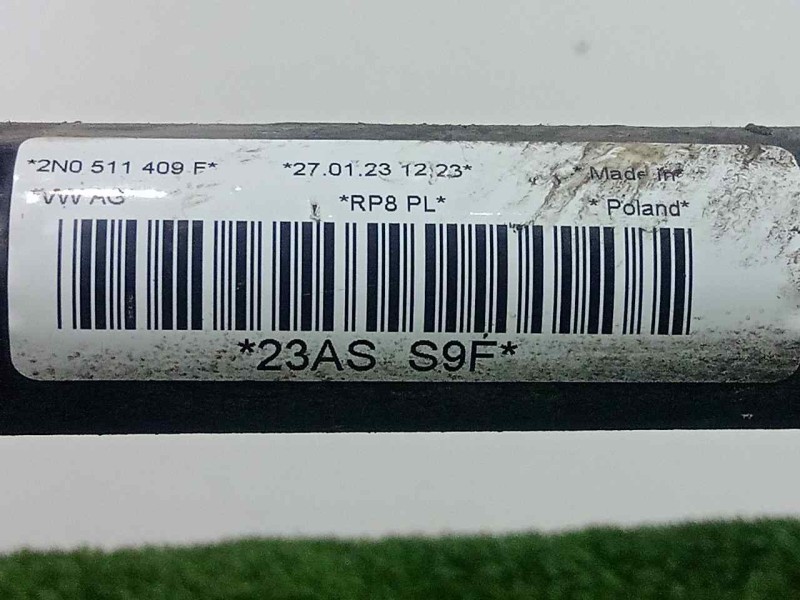 *2N0 511 409 F* *27.01.23 12:23* * Made in*
*VW AG *RP8 PL* * Poland*
*23AS S9F*